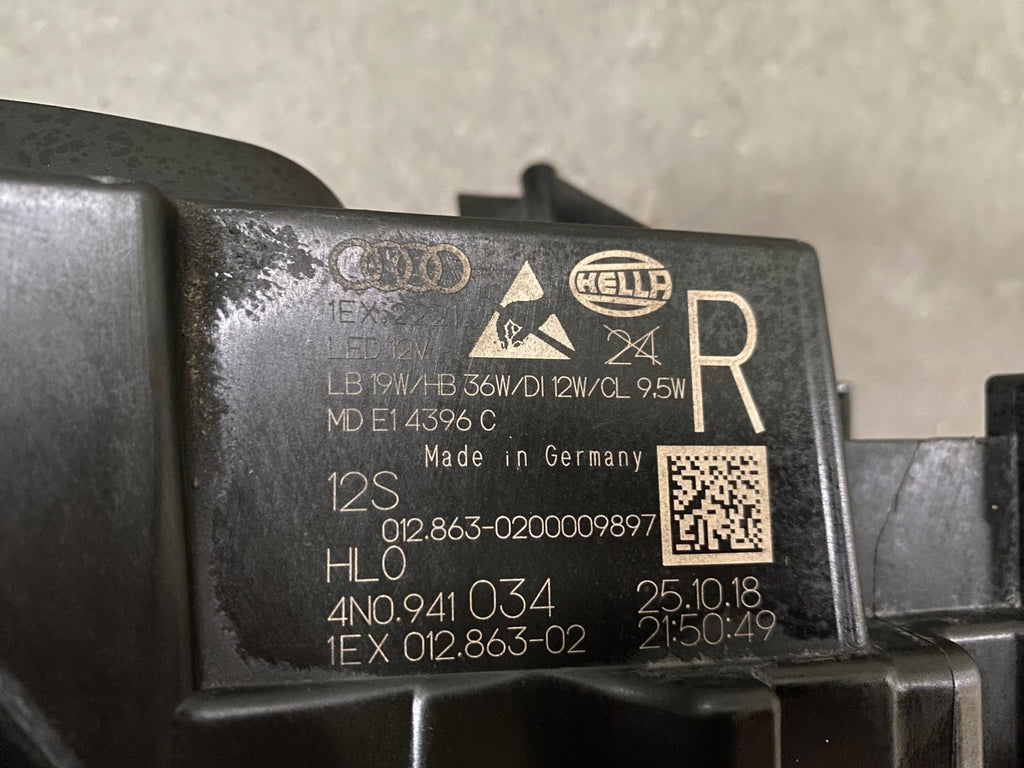 HELLA
1EX 2221
LED 12V
24
R
LB 19W/HB 36W/DI 12W/CL 9,5W
MD E1 4396 C
Made in Germany
12S
012.863-0200009897
HL0
4N0.941 034
25.10.18
1EX 012.863-02
21:50:49